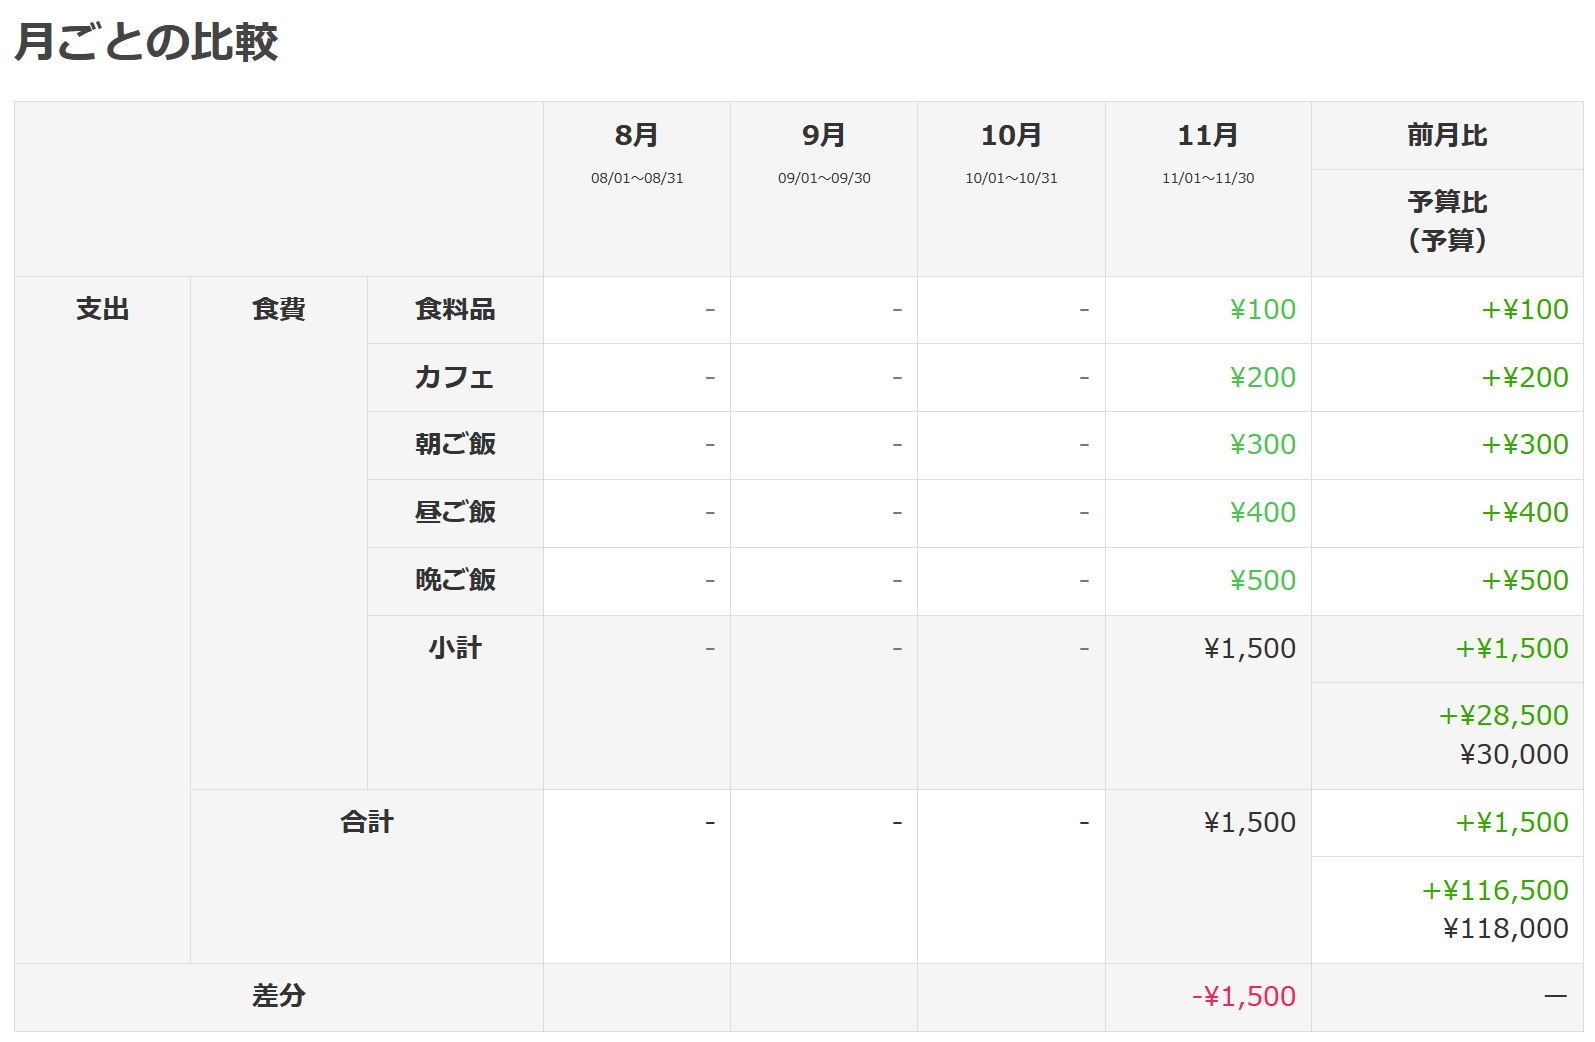 月ごとの比較
8月
08/01～08/31
9月
09/01～09/30
10月
10/01～10/31
11月
11/01～11/30
前月比
予算比
（予算）
支出
食費
食料品
-
-
-
¥100
+¥100
カフェ
-
-
-
¥200
+¥200
朝ご飯
-
-
-
¥300
+¥300
昼ご飯
-
-
-
¥400
+¥400
晩ご飯
-
-
-
¥500
+¥500
小計
-
-
-
¥1,500
+¥1,500
+¥28,500
¥30,000
合計
-
-
-
¥1,500
+¥1,500
+¥116,500
¥118,000
差分
-¥1,500
―